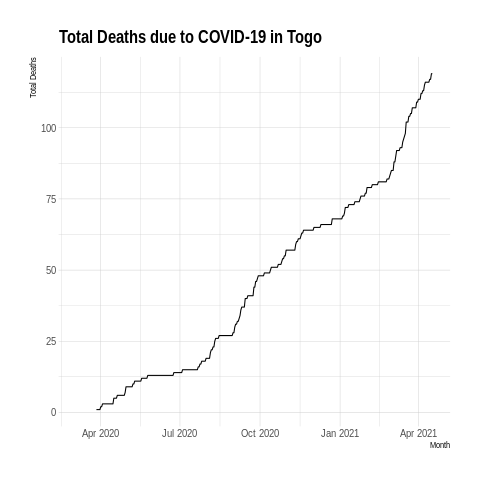 Total Deaths due to COVID-19 in Togo
Total Deaths
100
75
50
25
0
Apr 2020 Jul 2020 Oct 2020 Jan 2021 Apr 2021
Month